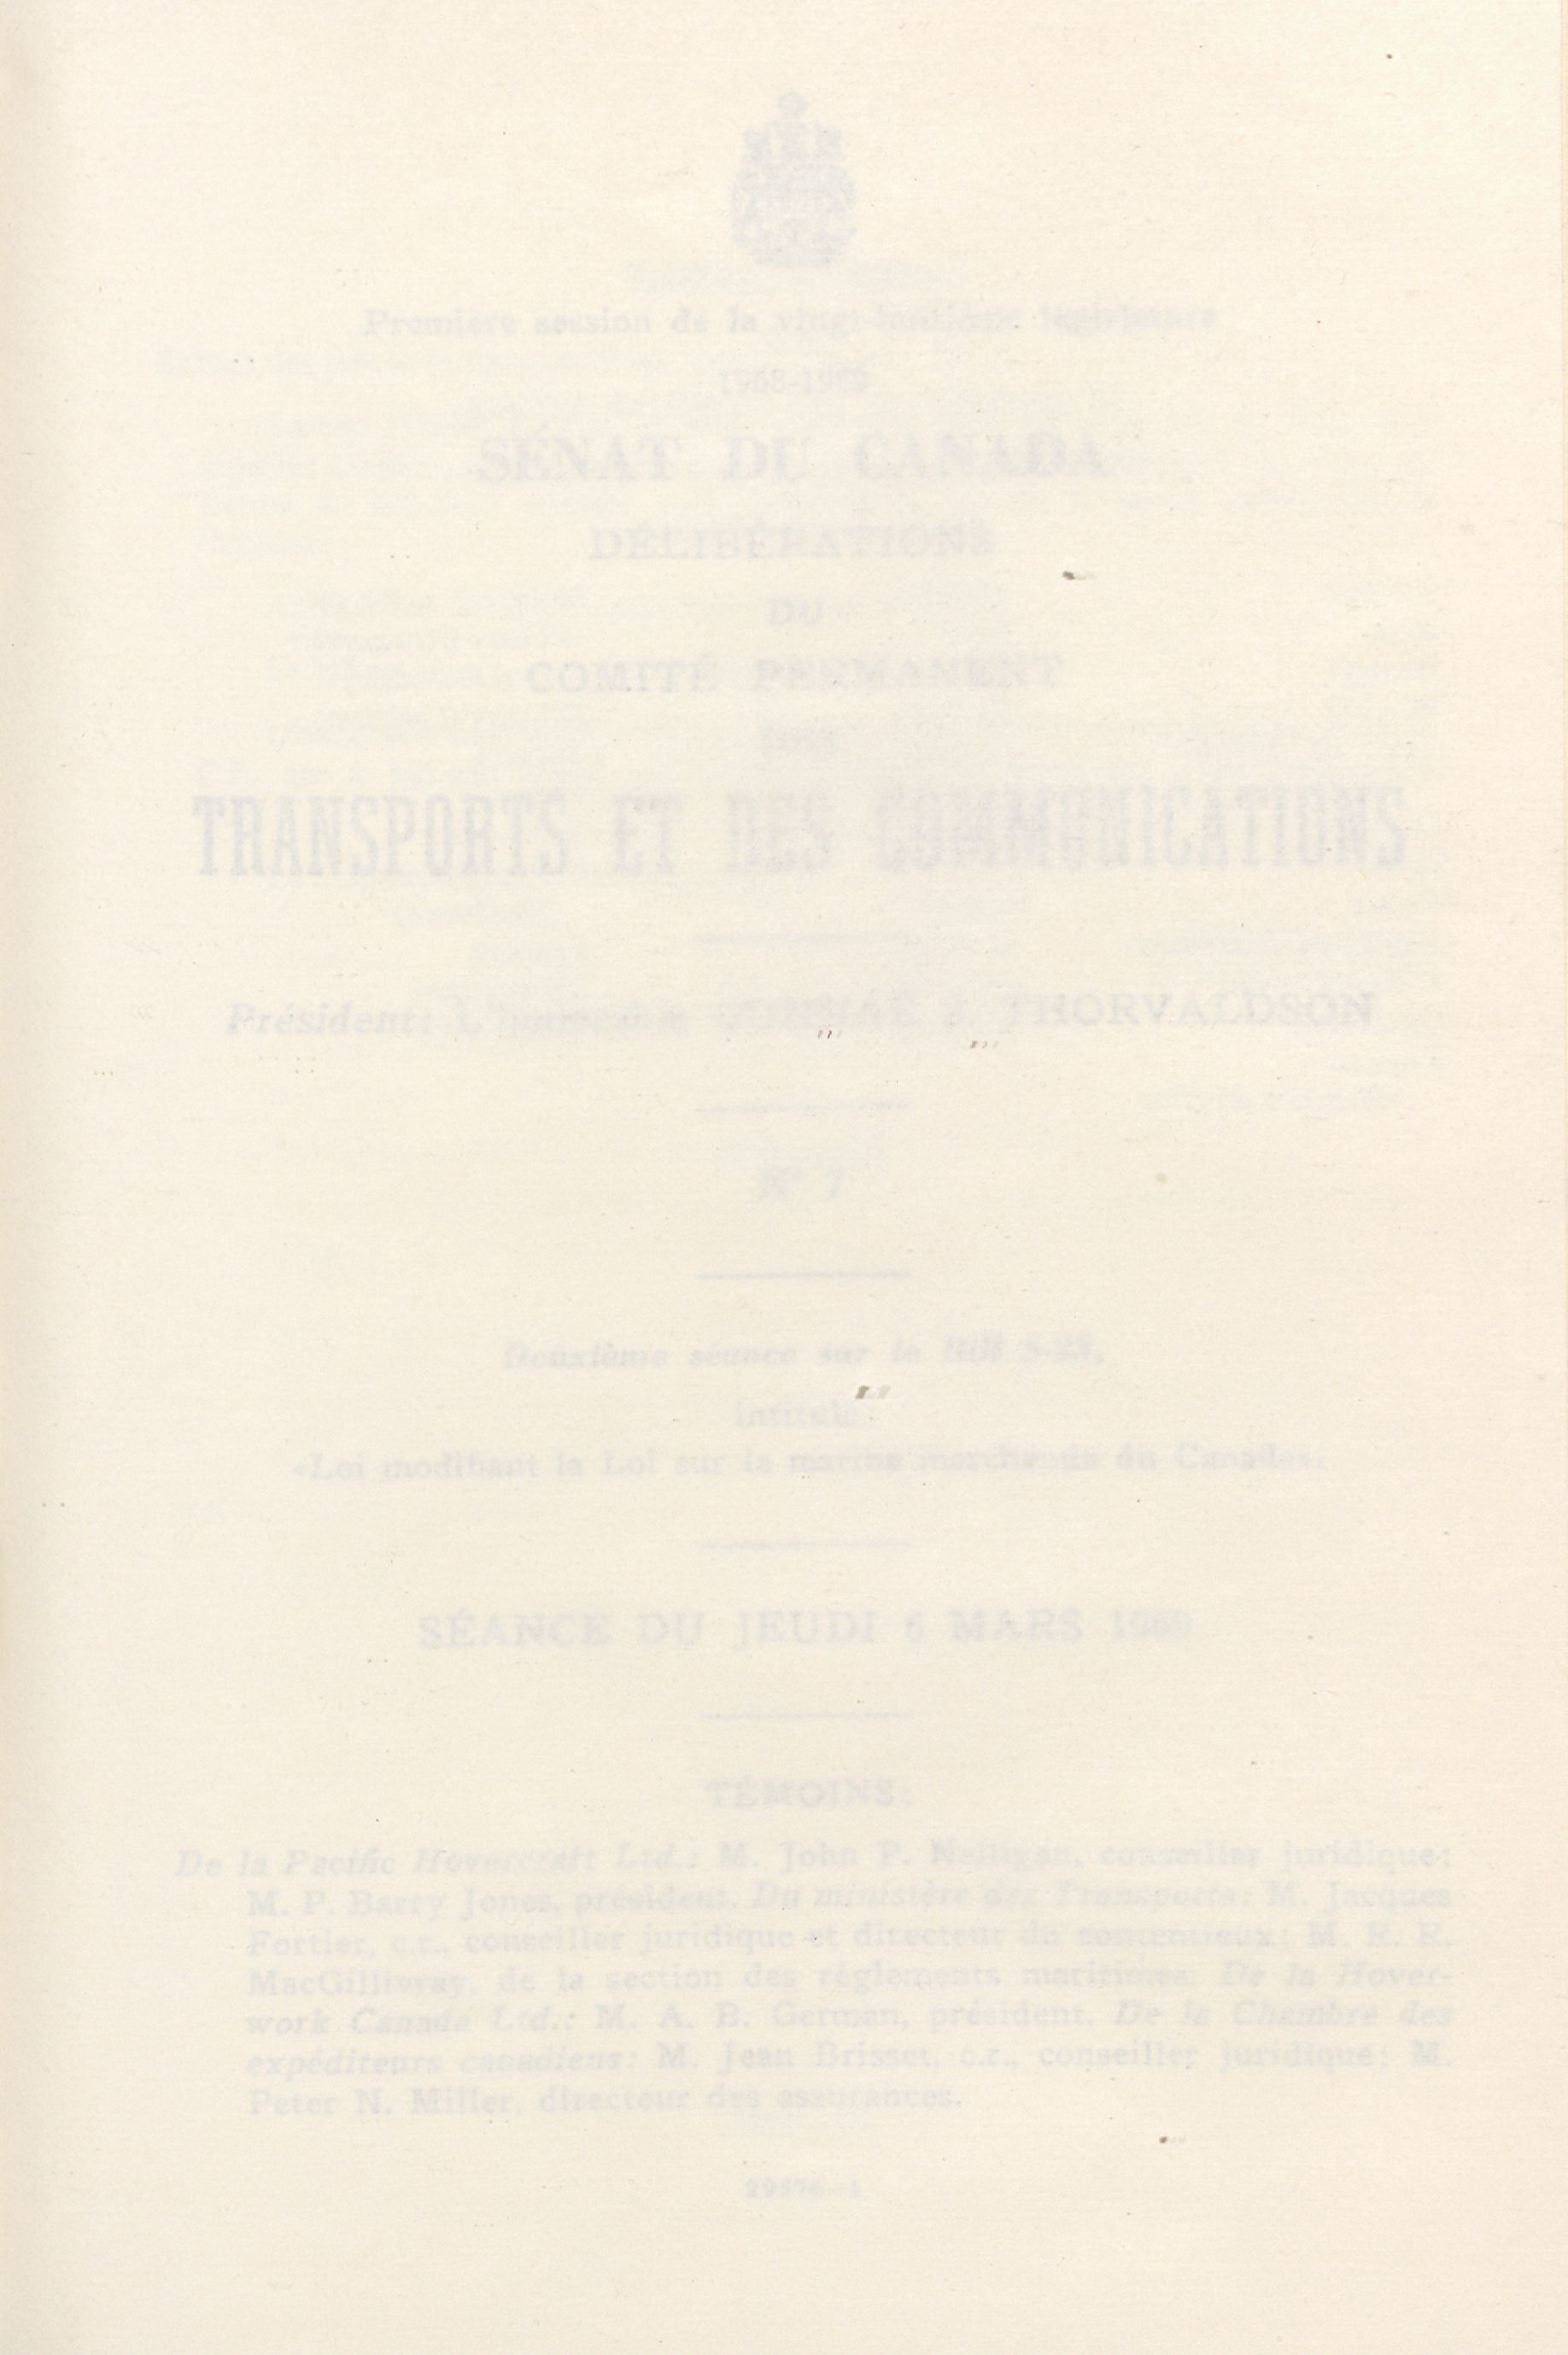 Première session de la vingt-huitième législature
1968-1969
SÉNAT DU CANADA
DÉLIBÉRATIONS
DU
COMITÉ PERMANENT
DES
TRANSPORTS ET DES COMMUNICATIONS
Président: L'honorable GUNNAR S. THORVALDSON
N° 7
Deuxième séance sur le Bill S-23,
intitulé:
«Loi modifiant la Loi sur la marine marchande du Canada».
SÉANCE DU JEUDI 6 MARS 1969
TÉMOINS:
De la Pacific Hovercraft Ltd.: M. John P. Nelligan, conseiller juridique;
M. P. Barry Jones, président. Du ministère des Transports: M. Jacques
Fortier, c.r., conseiller juridique et directeur du contentieux; M. R. R.
MacGillivray, de la section des règlements maritimes. De la Hover-
work Canada Ltd.: M. A. B. German, président. De la Chambre des
expéditeurs canadiens: M. Jean Brisset, c.r., conseiller juridique; M.
Peter N. Miller, directeur des assurances.
29576—1